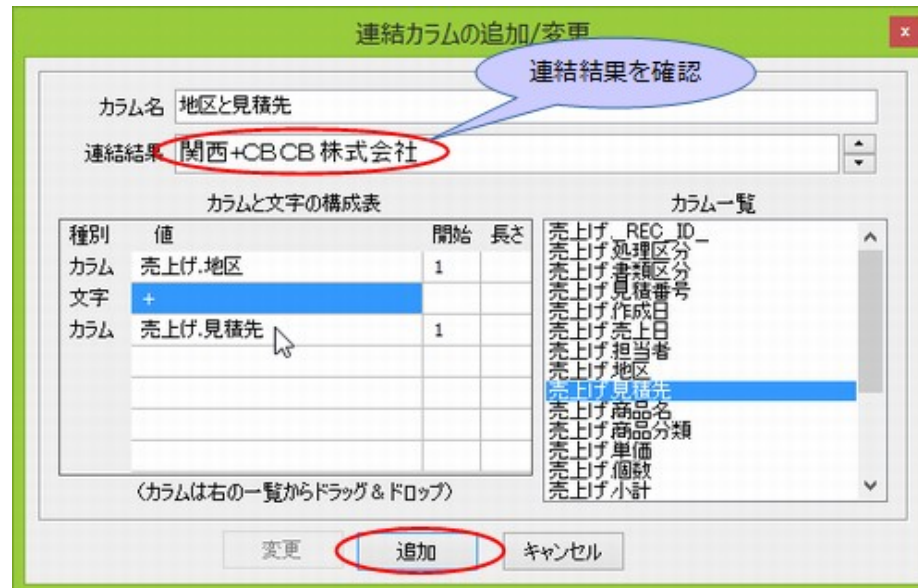 連結カラムの追加/変更
x
連結結果を確認
カラム名 地区と見積先
連結結果 関西+CBCB株式会社
カラムと文字の構成表
種別 値 開始 長さ
カラム 売上げ.地区 1
文字 +
カラム 売上げ.見積先 1
(カラムは右の一覧からドラッグ&ドロップ)
カラム一覧
売上げ._REC_ID_
売上げ.処理区分
売上げ.書類区分
売上げ.見積番号
売上げ.作成日
売上げ.売上日
売上げ.担当者
売上げ.地区
売上げ.見積先
売上げ.商品名
売上げ.商品分類
売上げ.単価
売上げ.個数
売上げ.小計
変更 追加 キャンセル